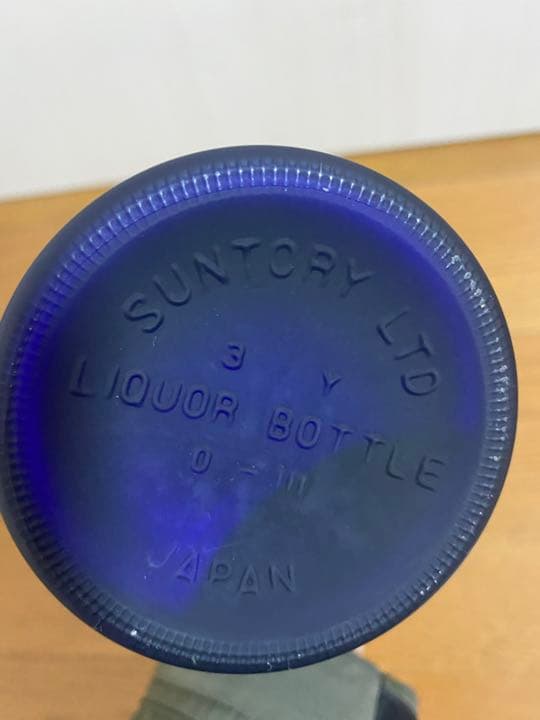 SUNTORY LTD
3 Y
LIQUOR BOTTLE
JAPAN